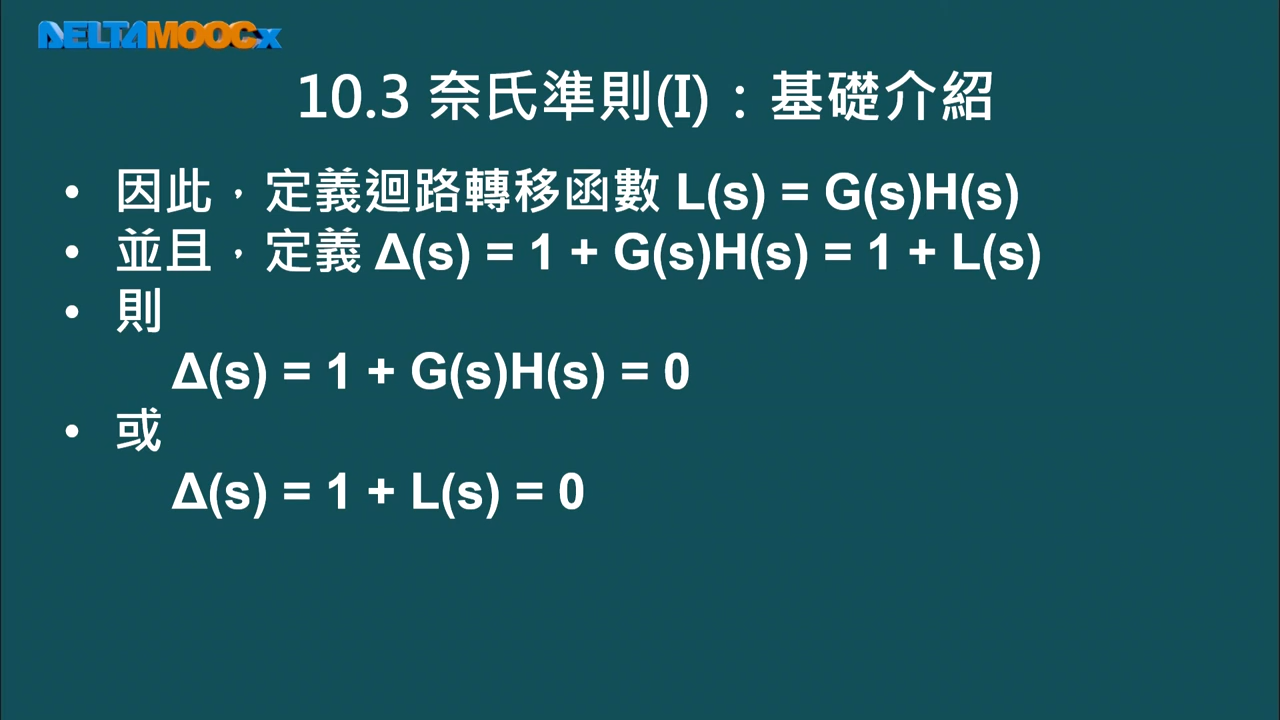 DELTAMOOCx
10.3 奈氏準則(I)：基礎介紹
• 因此，定義迴路轉移函數 L(s) = G(s)H(s)
• 並且，定義 Δ(s) = 1 + G(s)H(s) = 1 + L(s)
• 則
Δ(s) = 1 + G(s)H(s) = 0
• 或
Δ(s) = 1 + L(s) = 0